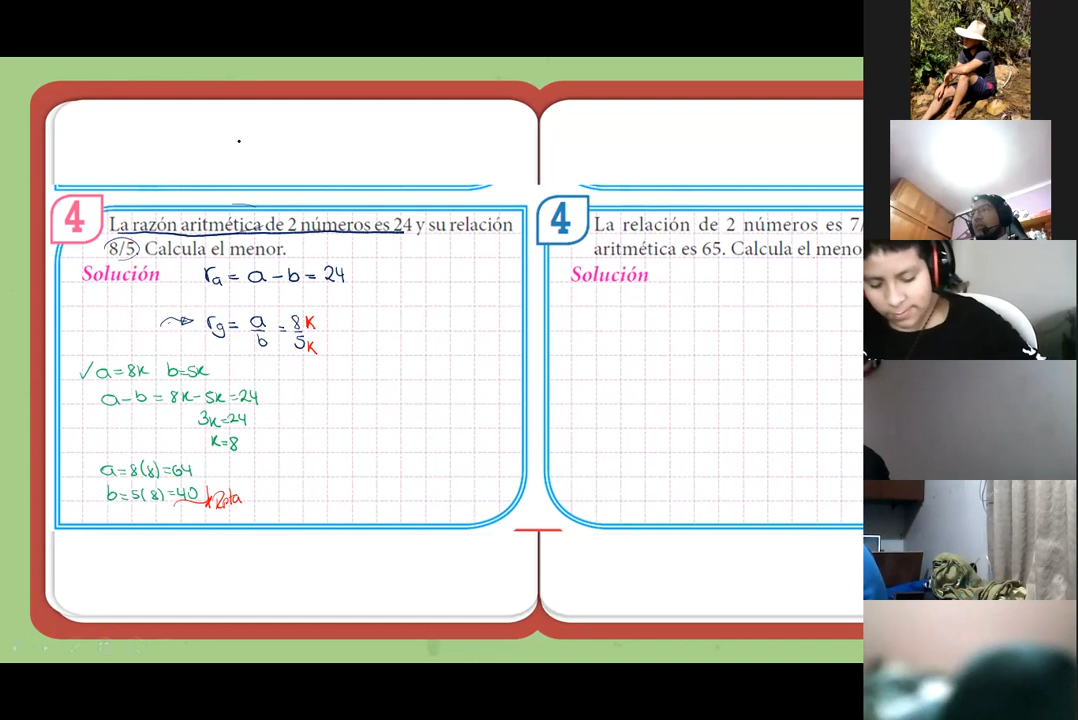 4
La razón aritmética de 2 números es 24 y su relación
8/5. Calcula el menor.
Solución
ra = a - b = 24
rg = a/b = 8K/5K
✓ a = 8K b = 5K
a - b = 8K - 5K = 24
3K = 24
K = 8
a = 8(8) = 64
b = 5(8) = 40 Rpta
4
La relación de 2 números es 7/
aritmética es 65. Calcula el meno
Solución